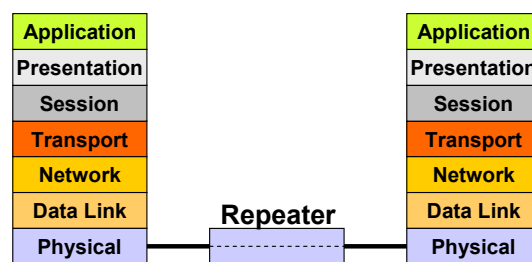 Application
Presentation
Session
Transport
Network
Data Link
Physical
Repeater
Application
Presentation
Session
Transport
Network
Data Link
Physical